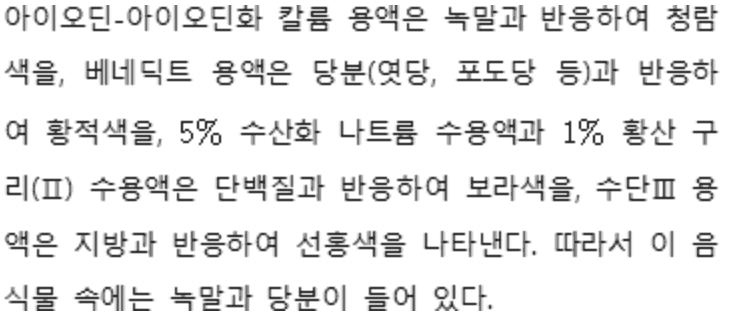 아이오딘-아이오딘화 칼륨 용액은 녹말과 반응하여 청람
색을, 베네딕트 용액은 당분(엿당, 포도당 등)과 반응하
여 황적색을, 5% 수산화 나트륨 수용액과 1% 황산 구
리(Ⅱ) 수용액은 단백질과 반응하여 보라색을, 수단Ⅲ 용
액은 지방과 반응하여 선홍색을 나타낸다. 따라서 이 음
식물 속에는 녹말과 당분이 들어 있다.